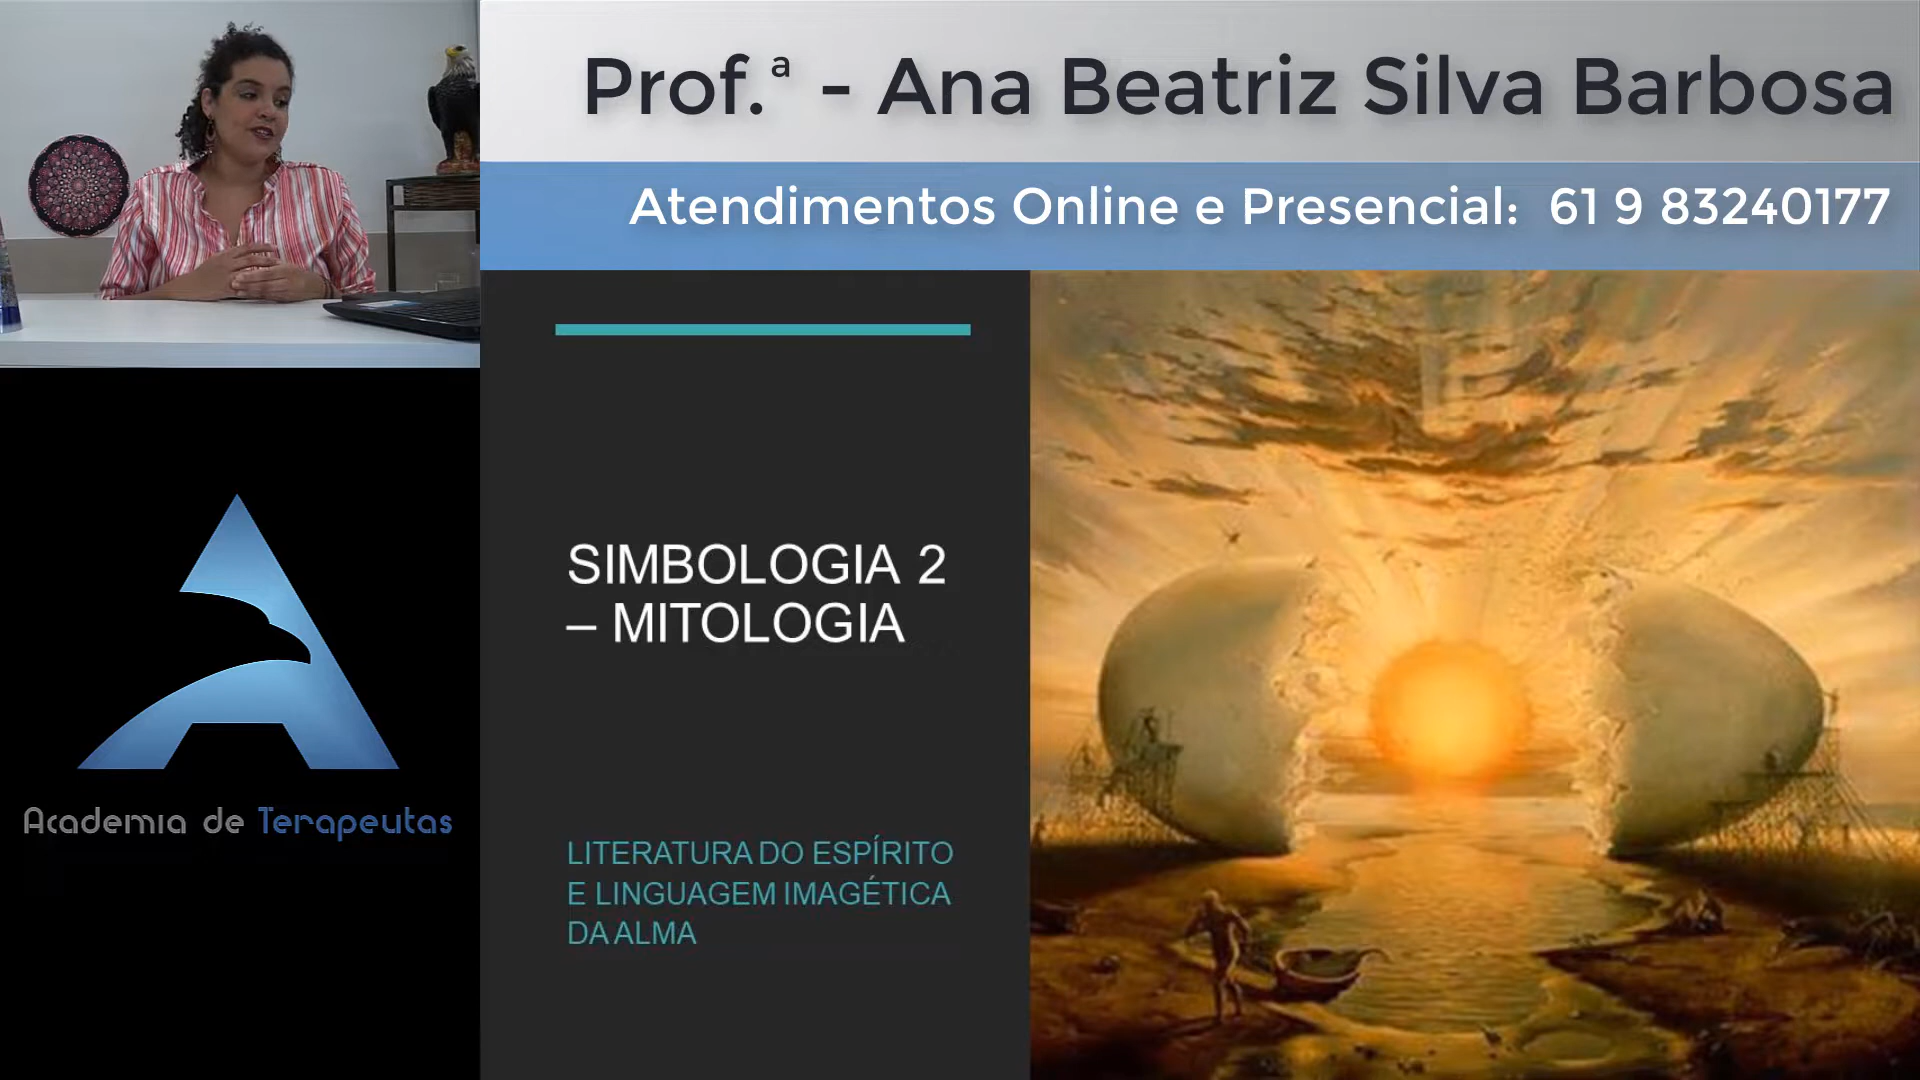 Prof.ª - Ana Beatriz Silva Barbosa
Atendimentos Online e Presencial: 61 9 83240177
SIMBOLOGIA 2
– MITOLOGIA
LITERATURA DO ESPÍRITO
E LINGUAGEM IMAGÉTICA
DA ALMA
Academia de Terapeutas